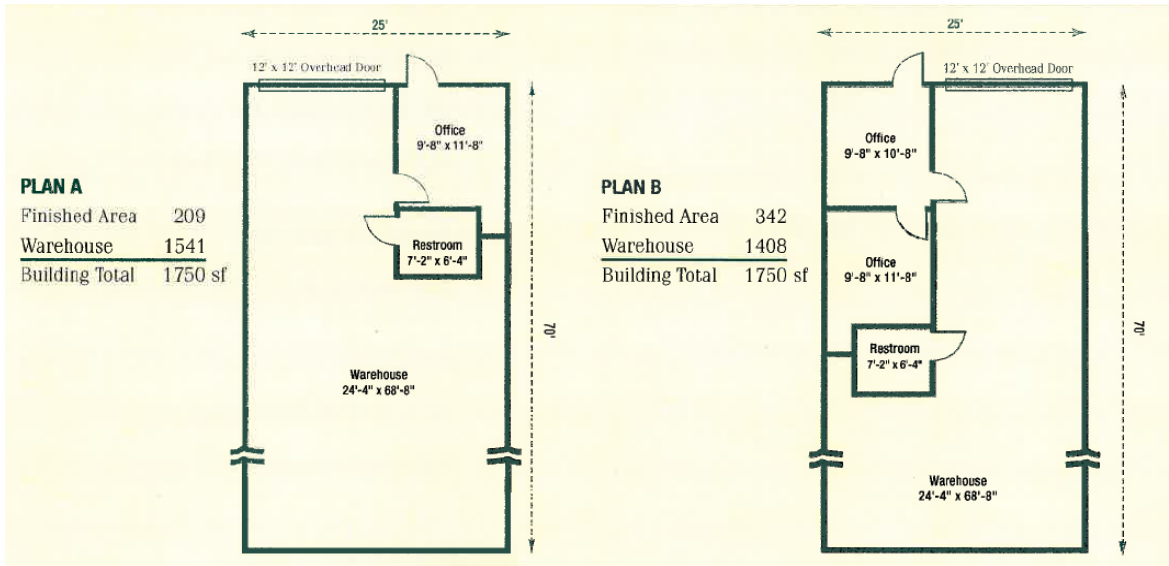 25'
12' x 12' Overhead Door
Office
9'-8" x 11'-8"
PLAN A
Finished Area 209
Warehouse 1541
Building Total 1750 sf
Restroom
7'-2" x 6'-4"
70'
Warehouse
24'-4" x 68'-8"
25'
12' x 12' Overhead Door
Office
9'-8" x 10'-8"
PLAN B
Finished Area 342
Warehouse 1408
Building Total 1750 sf
Office
9'-8" x 11'-8"
70'
Restroom
7'-2" x 6'-4"
Warehouse
24'-4" x 68'-8"